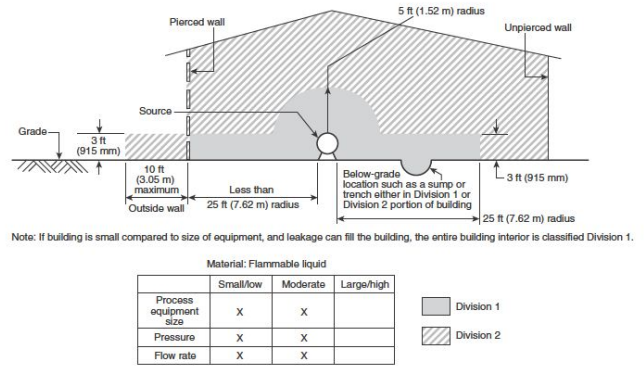 5 ft (1.52 m) radius
Pierced wall
Unpierced wall
Source
Grade
3 ft
(915 mm)
10 ft
(3.05 m)
maximum
Outside wall
Less than
25 ft (7.62 m) radius
Below-grade
location such as a sump or
trench either in Division 1 or
Division 2 portion of building
3 ft (915 mm)
25 ft (7.62 m) radius
Note: If building is small compared to size of equipment, and leakage can fill the building, the entire building interior is classified Division 1.
Material: Flammable liquid
Small/low Moderate Large/high
Process
equipment
size
X X
Pressure X X
Flow rate X X
Division 1
Division 2